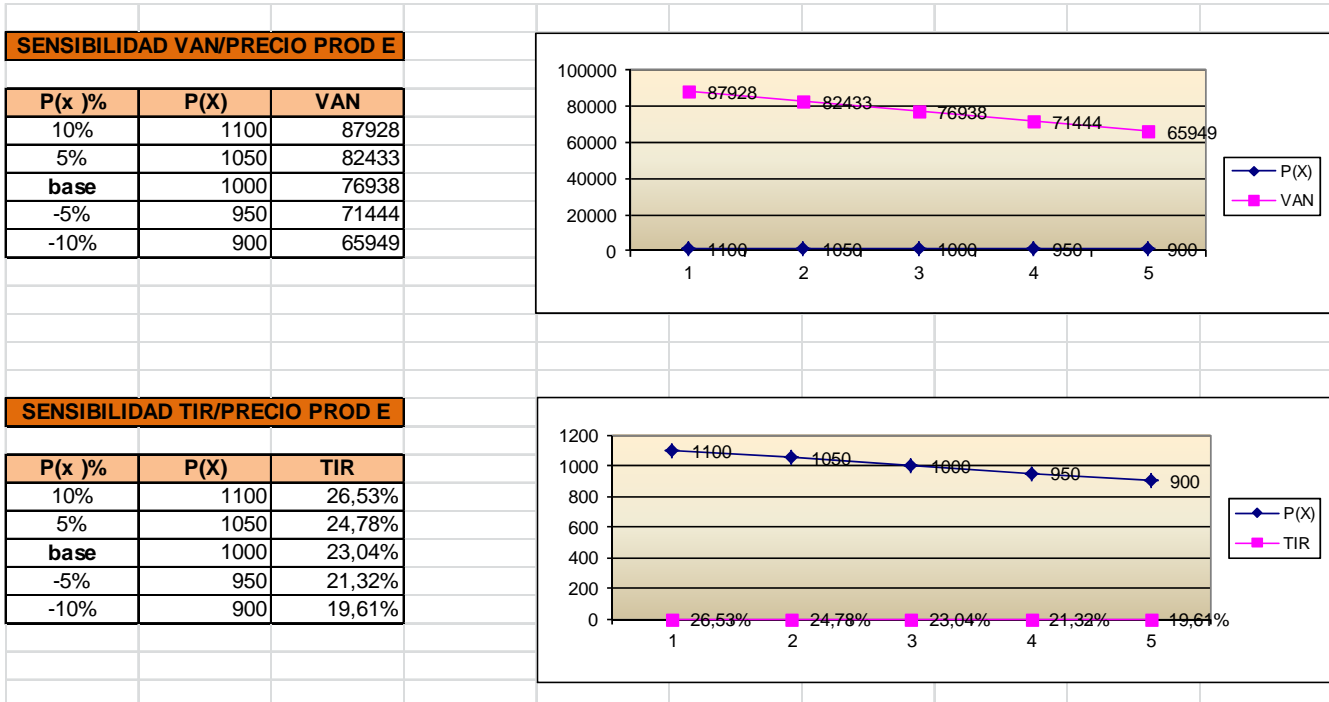 SENSIBILIDAD VAN/PRECIO PROD E
P(x )% P(X) VAN
10% 1100 87928
5% 1050 82433
base 1000 76938
-5% 950 71444
-10% 900 65949
100000
80000
60000
40000
20000
0
87928 82433 76938 71444 65949
1100 1050 1000 950 900
1 2 3 4 5
P(X)
VAN
SENSIBILIDAD TIR/PRECIO PROD E
P(x )% P(X) TIR
10% 1100 26,53%
5% 1050 24,78%
base 1000 23,04%
-5% 950 21,32%
-10% 900 19,61%
1200
1000
800
600
400
200
0
1100 1050 1000 950 900
26,53% 24,78% 23,04% 21,32% 19,61%
1 2 3 4 5
P(X)
TIR